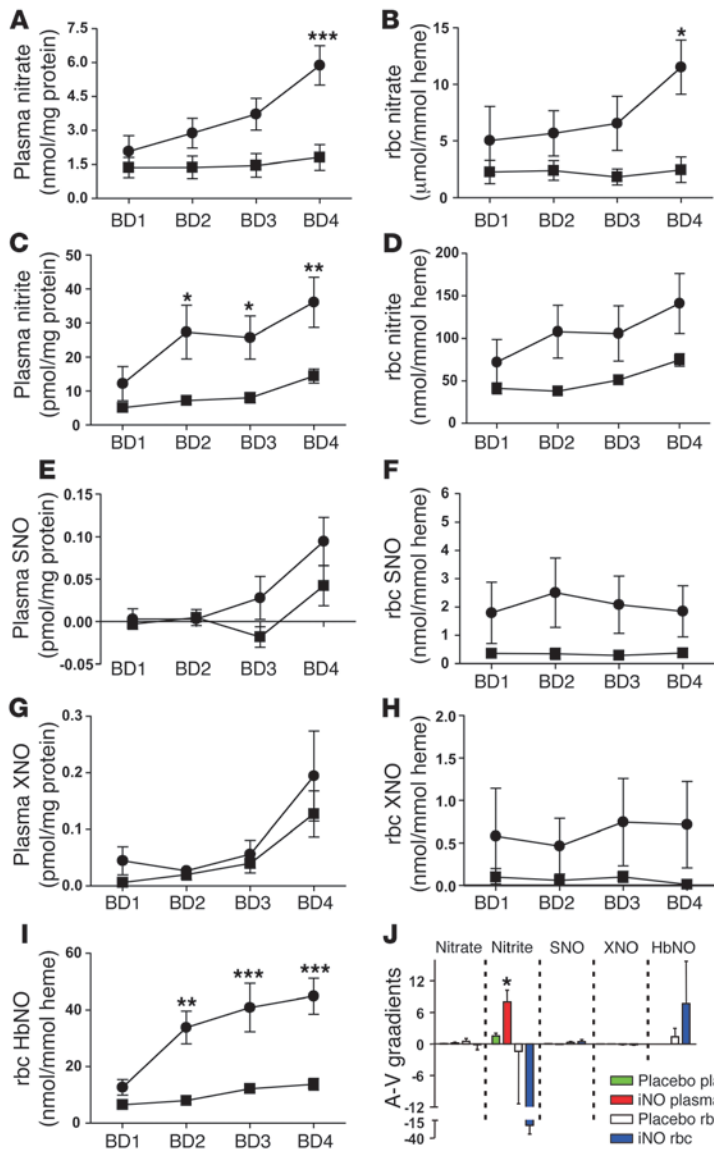 A
Plasma nitrate
(nmol/mg protein)
7.5
6.0
4.5
3.0
1.5
0.0
***
BD1 BD2 BD3 BD4
B
rbc nitrate
(μmol/mmol heme)
15
10
5
0
*
BD1 BD2 BD3 BD4
C
Plasma nitrite
(pmol/mg protein)
50
40
30
20
10
0
* * **
BD1 BD2 BD3 BD4
D
rbc nitrite
(nmol/mmol heme)
200
150
100
50
0
BD1 BD2 BD3 BD4
E
Plasma SNO
(pmol/mg protein)
0.15
0.10
0.05
0.00
-0.05
BD1 BD2 BD3 BD4
F
rbc SNO
(nmol/mmol heme)
6
5
4
3
2
1
0
BD1 BD2 BD3 BD4
G
Plasma XNO
(pmol/mg protein)
0.3
0.2
0.1
0.0
BD1 BD2 BD3 BD4
H
rbc XNO
(nmol/mmol heme)
2.0
1.5
1.0
0.5
0.0
BD1 BD2 BD3 BD4
I
rbc HbNO
(nmol/mmol heme)
60
40
20
0
** *** ***
BD1 BD2 BD3 BD4
J
Nitrate Nitrite SNO XNO HbNO
A-V graadients
12
6
0
-6
-12
-15
-40
*
Placebo pla
iNO plasma
Placebo rb
iNO rbc